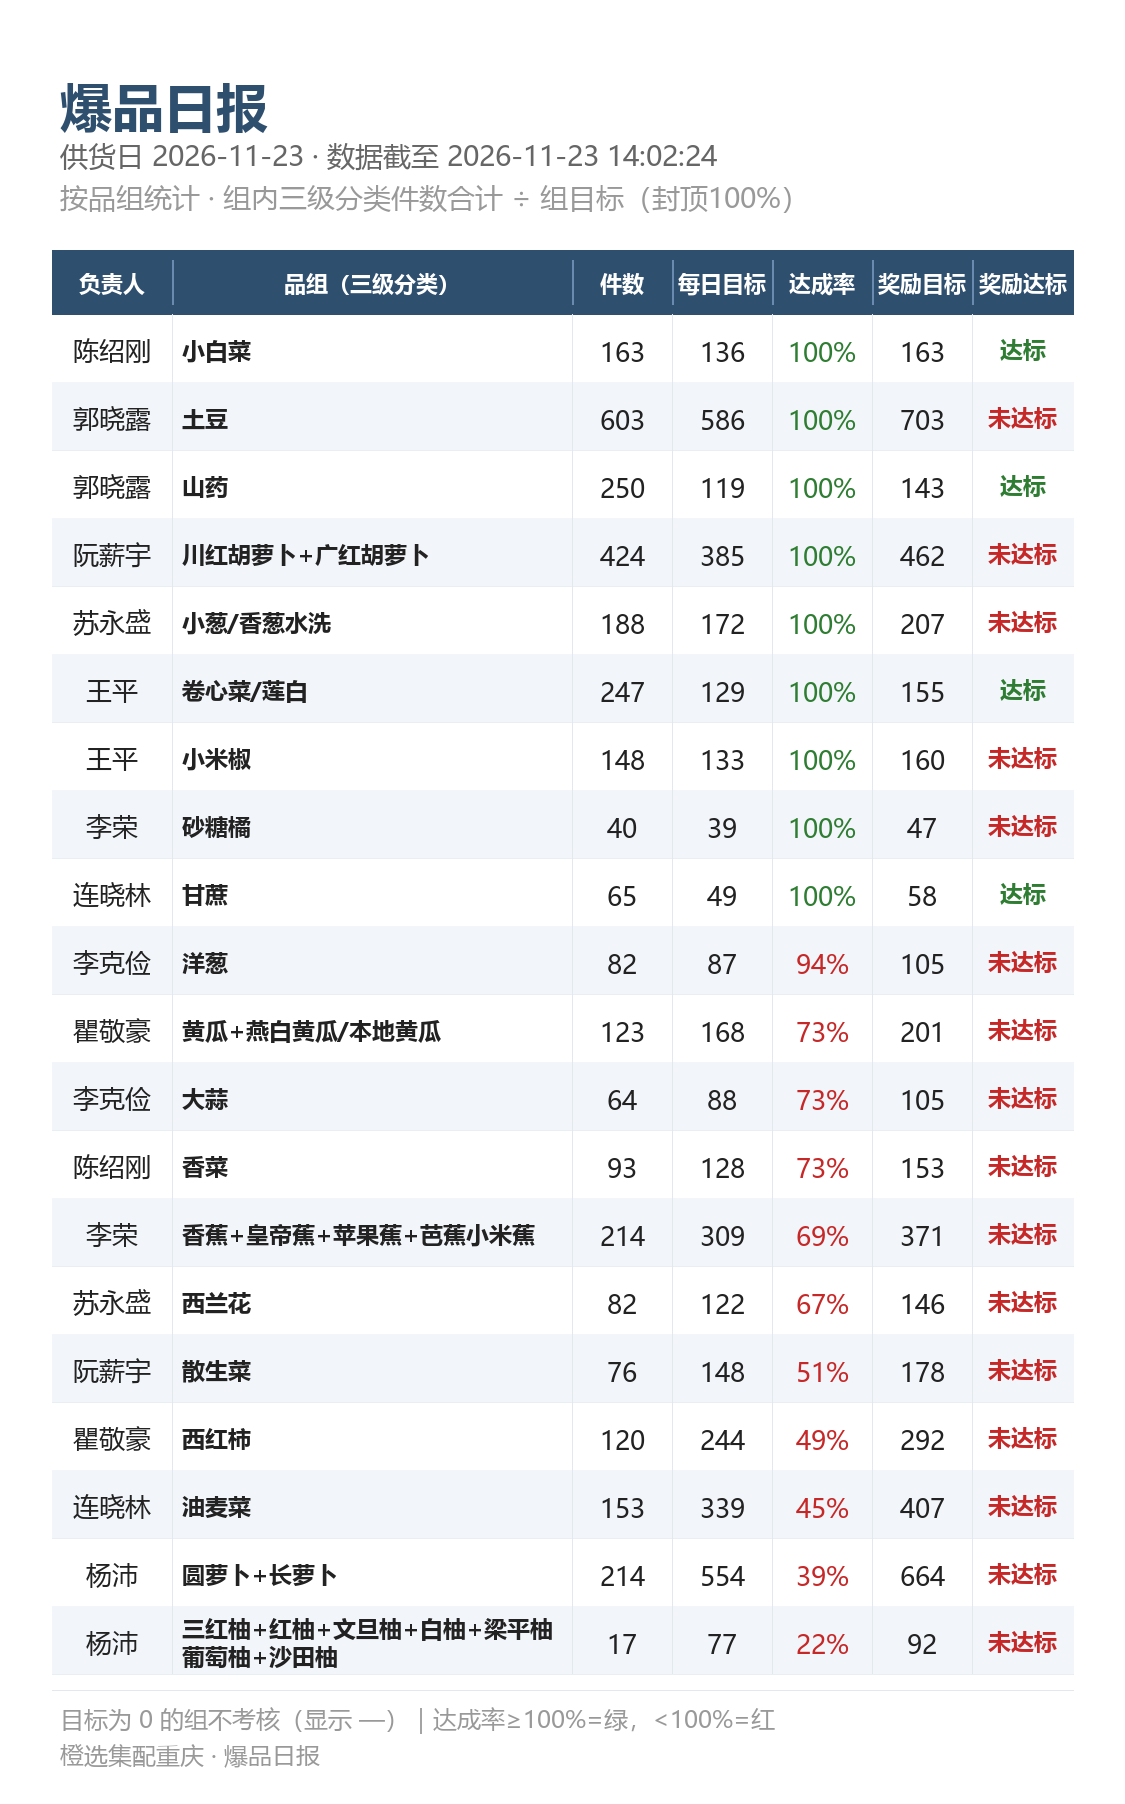 爆品日报
供货日 2026-11-23 · 数据截至 2026-11-23 14:02:24
按品组统计 · 组内三级分类件数合计 ÷ 组目标（封顶100%）
负责人 品组（三级分类） 件数 每日目标 达成率 奖励目标 奖励达标
陈绍刚 小白菜 163 136 100% 163 达标
郭晓露 土豆 603 586 100% 703 未达标
郭晓露 山药 250 119 100% 143 达标
阮薪宇 川红胡萝卜+广红胡萝卜 424 385 100% 462 未达标
苏永盛 小葱/香葱水洗 188 172 100% 207 未达标
王平 卷心菜/莲白 247 129 100% 155 达标
王平 小米椒 148 133 100% 160 未达标
李荣 砂糖橘 40 39 100% 47 未达标
连晓林 甘蔗 65 49 100% 58 达标
李克俭 洋葱 82 87 94% 105 未达标
瞿敬豪 黄瓜+燕白黄瓜/本地黄瓜 123 168 73% 201 未达标
李克俭 大蒜 64 88 73% 105 未达标
陈绍刚 香菜 93 128 73% 153 未达标
李荣 香蕉+皇帝蕉+苹果蕉+芭蕉小米蕉 214 309 69% 371 未达标
苏永盛 西兰花 82 122 67% 146 未达标
阮薪宇 散生菜 76 148 51% 178 未达标
瞿敬豪 西红柿 120 244 49% 292 未达标
连晓林 油麦菜 153 339 45% 407 未达标
杨沛 圆萝卜+长萝卜 214 554 39% 664 未达标
杨沛 三红柚+红柚+文旦柚+白柚+梁平柚 17 77 22% 92 未达标
葡萄柚+沙田柚
目标为 0 的组不考核（显示 —）｜达成率≥100%=绿，<100%=红
橙选集配重庆 · 爆品日报